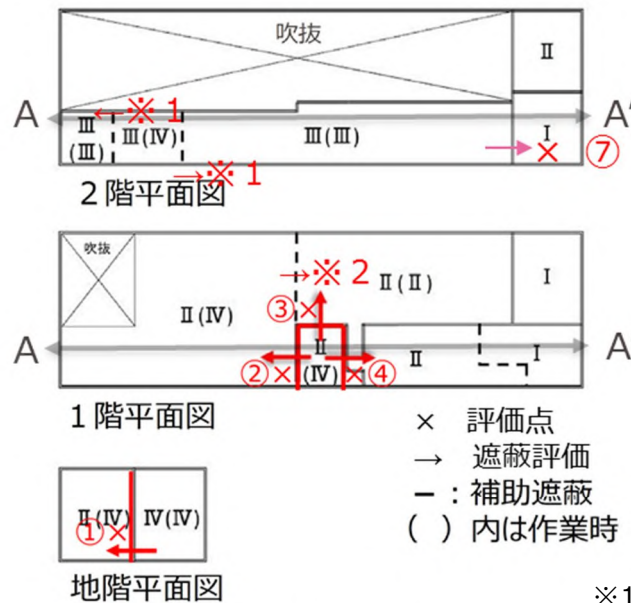 吹抜
Ⅱ
A
←※1
A'
Ⅲ
(Ⅲ)
Ⅲ(Ⅳ)
Ⅲ(Ⅲ)
Ⅰ
×
⑦
→※1
2階平面図
吹抜
→※2
Ⅱ(Ⅱ)
Ⅰ
Ⅱ(Ⅳ)
③×
A
Ⅱ
Ⅱ
Ⅰ
A
②×
(Ⅳ)
×④
1階平面図
× 評価点
→ 遮蔽評価
━:補助遮蔽
( )内は作業時
Ⅱ(Ⅳ)
Ⅳ(Ⅳ)
①×
地階平面図
※1